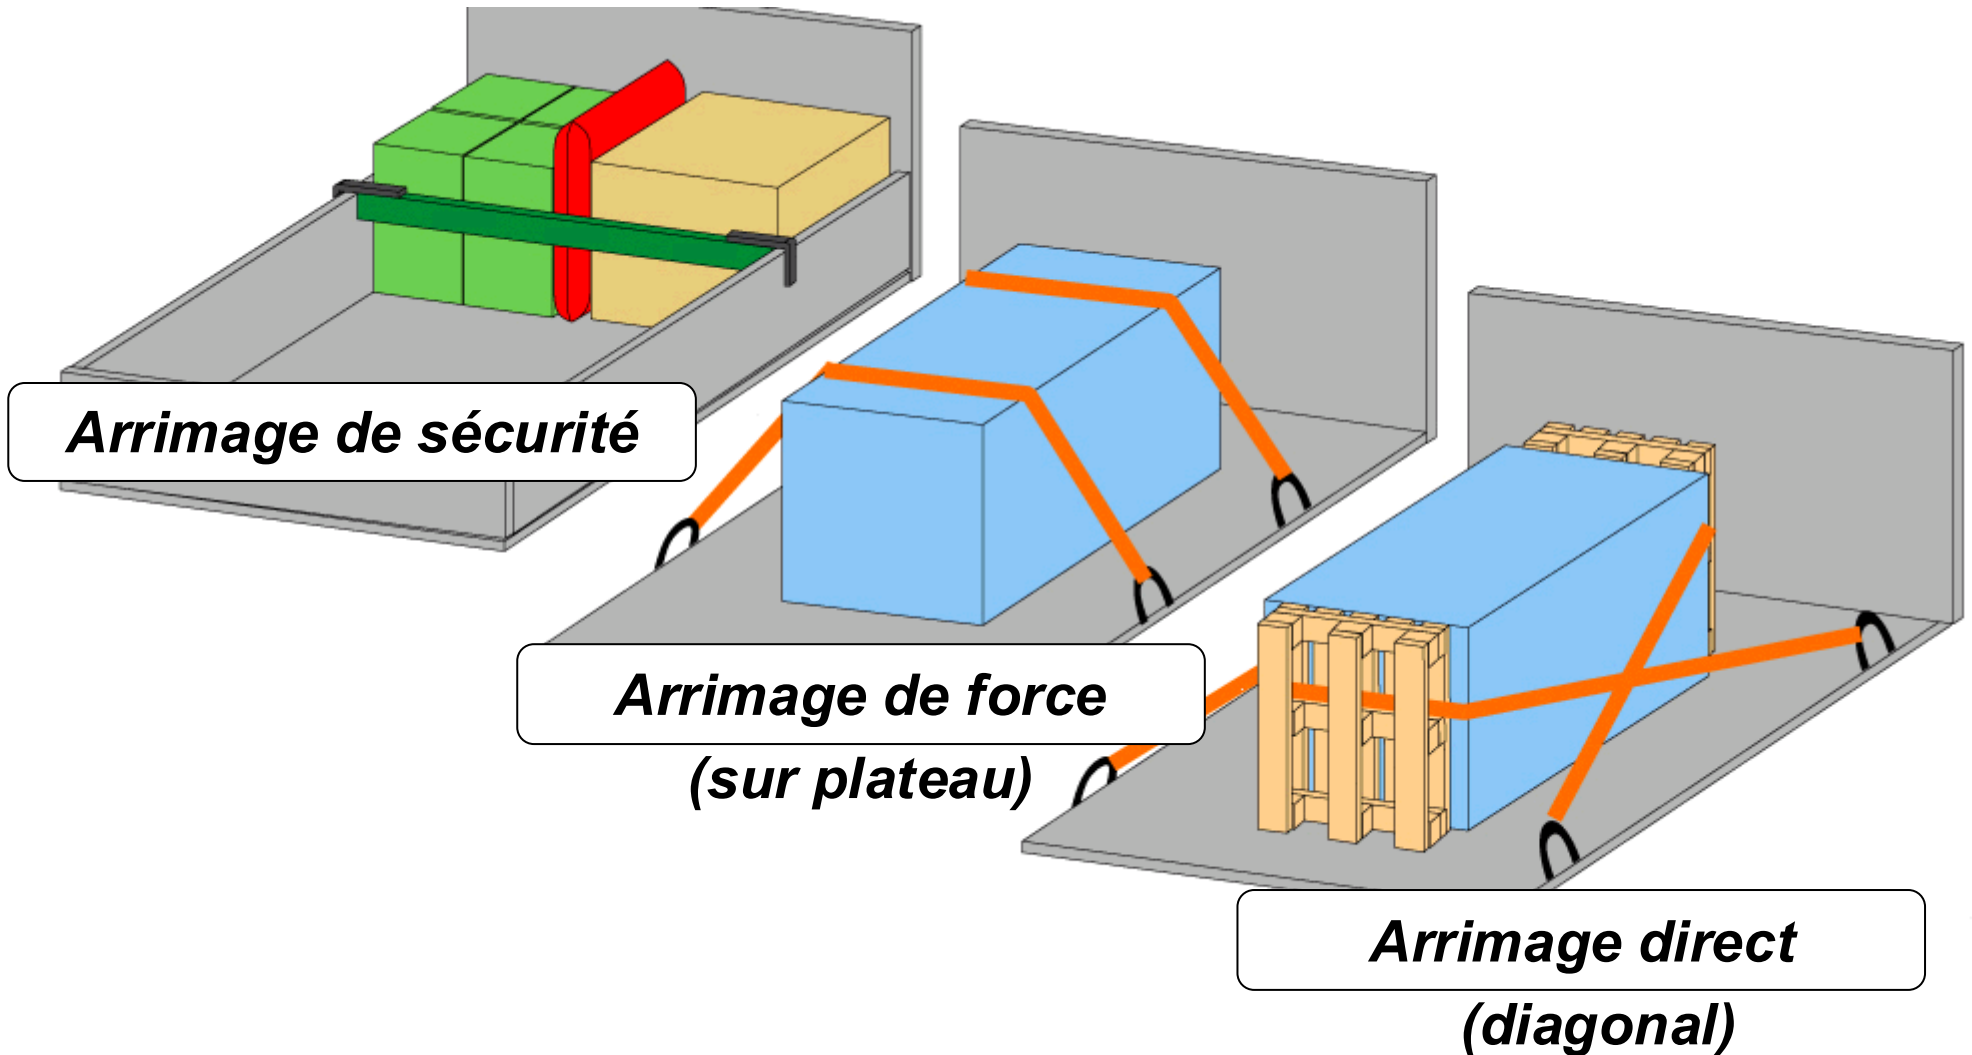 Arrimage de sécurité
Arrimage de force
(sur plateau)
Arrimage direct
(diagonal)